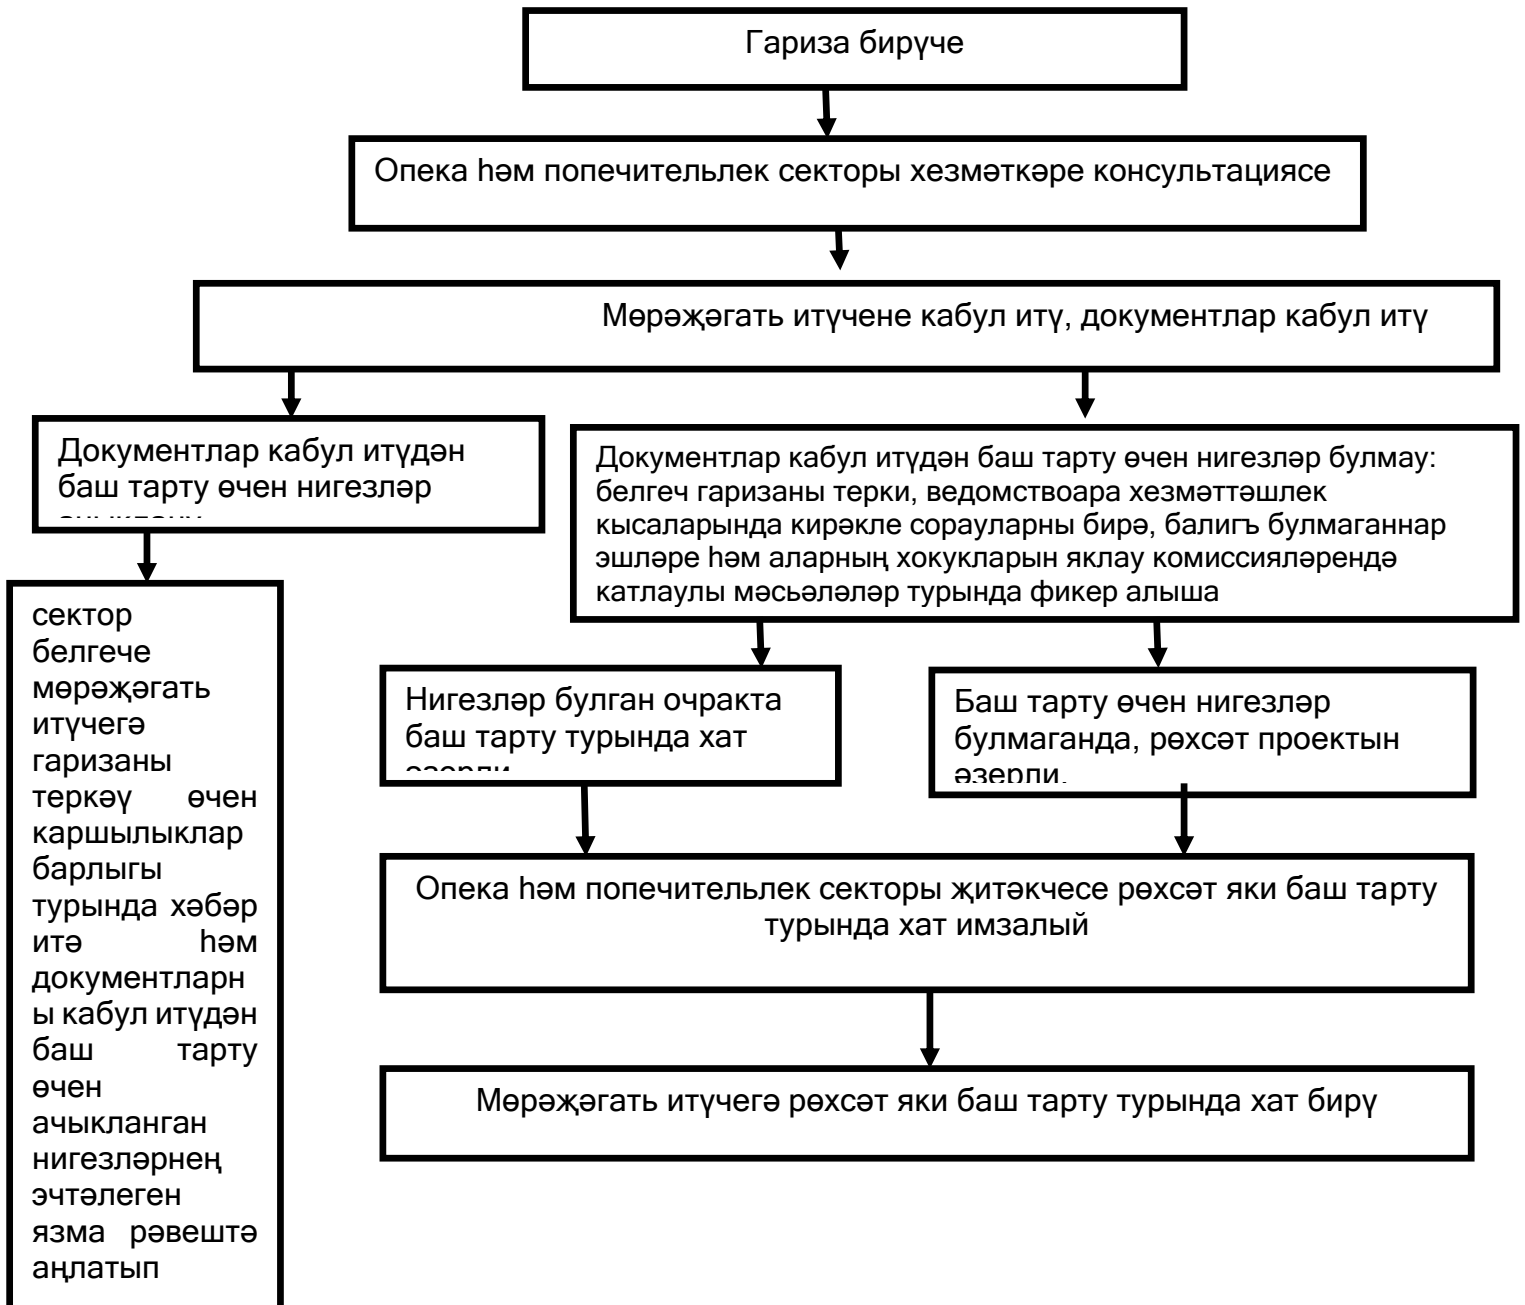 Гариза бирүче
Опека һәм попечительлек секторы хезмәткәре консультациясе
Мөрәҗәгать итүчене кабул итү, документлар кабул итү
Документлар кабул итүдән
баш тарту өчен нигезләр
Документлар кабул итүдән баш тарту өчен нигезләр булмау:
белгеч гаризаны терки, ведомствоара хезмәттәшлек
кысаларында кирәкле сорауларны бирә, балигъ булмаганнар
эшләре һәм аларның хокукларын яклау комиссияләрендә
катлаулы мәсьәләләр турында фикер алыша
сектор
белгече
мөрәҗәгать
итүчегә
гаризаны
теркәү өчен
каршылыклар
барлыгы
турында хәбәр
итә һәм
документларн
ы кабул итүдән
баш тарту
өчен
ачыкланган
нигезләрнең
эчтәлеген
язма рәвештә
аңлатып
Нигезләр булган очракта
баш тарту турында хат
Баш тарту өчен нигезләр
булмаганда, рөхсәт проектын
әзерли.
Опека һәм попечительлек секторы җитәкчесе рөхсәт яки баш тарту
турында хат имзалый
Мөрәҗәгать итүчегә рөхсәт яки баш тарту турында хат бирү